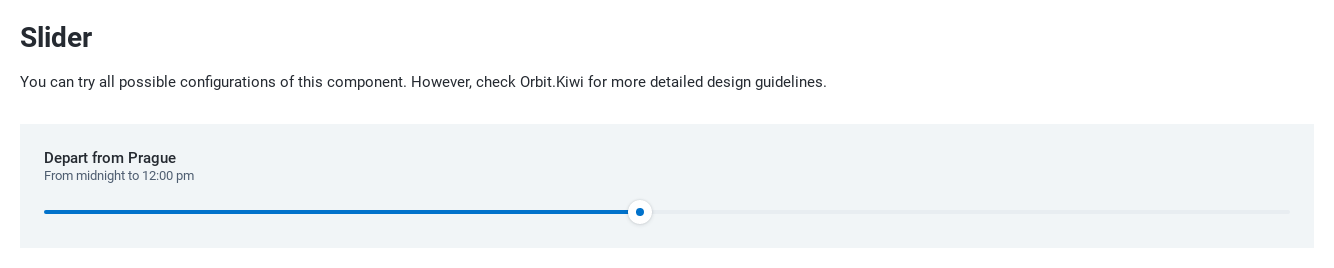 Slider
You can try all possible configurations of this component. However, check Orbit.Kiwi for more detailed design guidelines.
Depart from Prague
From midnight to 12:00 pm